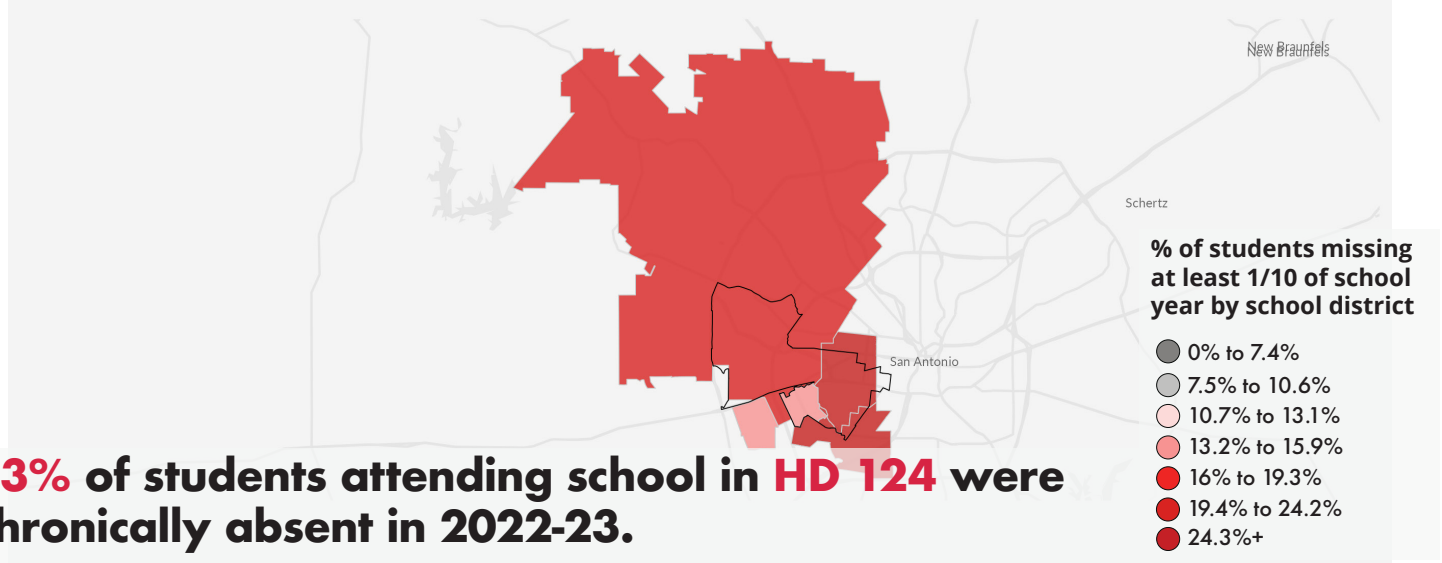 New Braunfels
New Braunfels
Schertz
San Antonio
% of students missing
at least 1/10 of school
year by school district
0% to 7.4%
7.5% to 10.6%
10.7% to 13.1%
13.2% to 15.9%
16% to 19.3%
19.4% to 24.2%
24.3%+
3% of students attending school in HD 124 were
hronically absent in 2022-23.